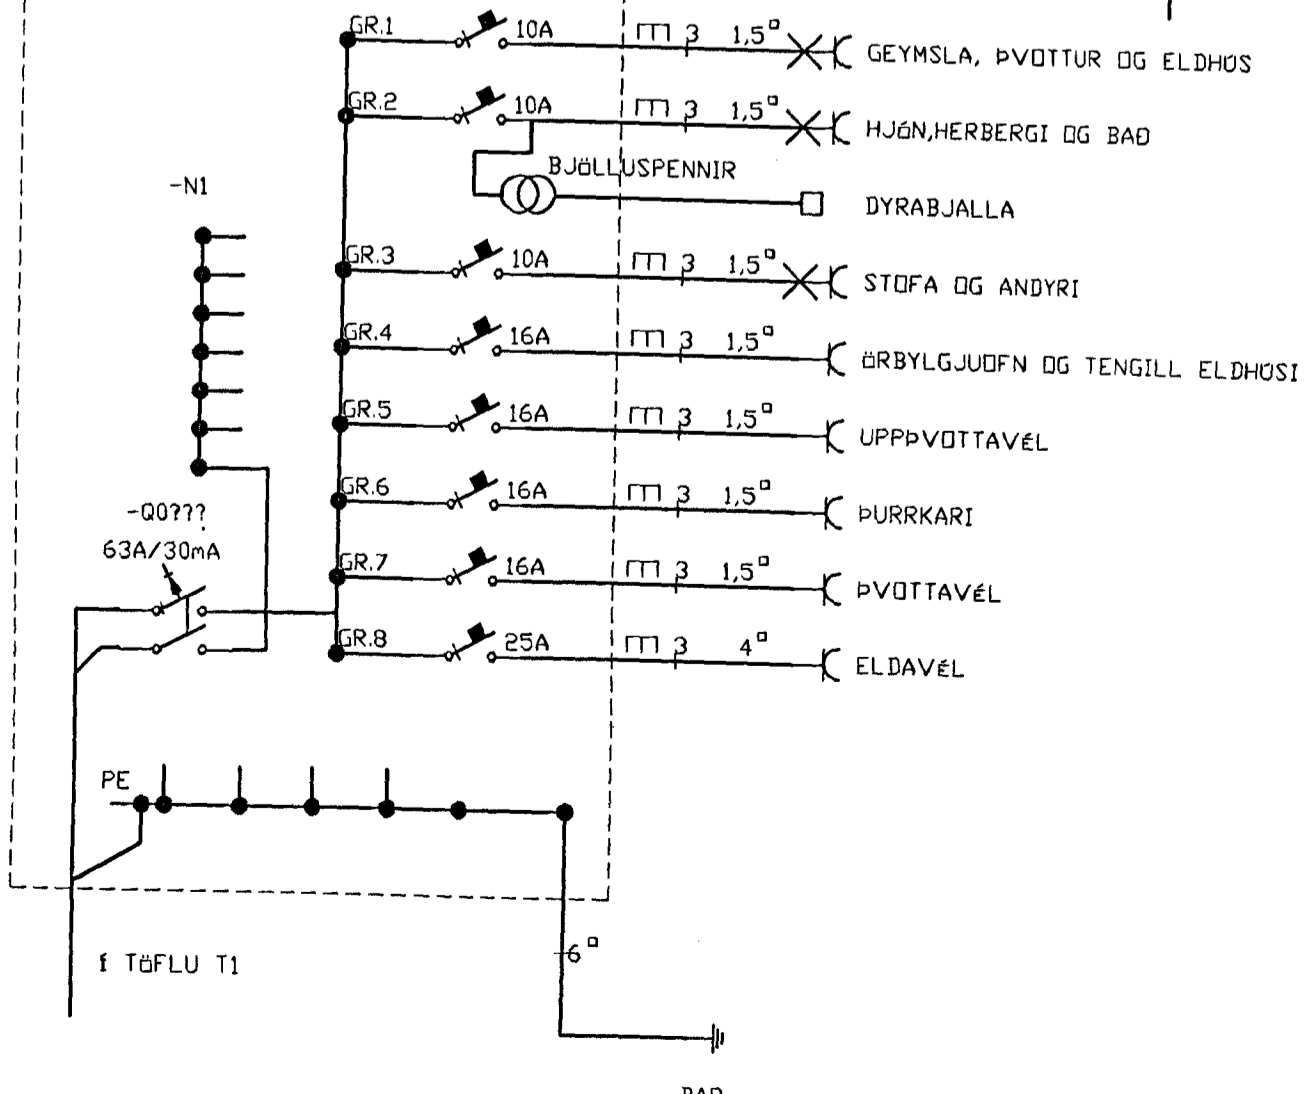 GR.1 10A 3 1,5□ GEYMSLA, ÞVOTTUR OG ELDHÚS
GR.2 10A 3 1,5□ HJÓN,HERBERGI OG BAÐ
BJÖLLUSPENNIR
-N1
DYRABJALLA
GR.3 10A 3 1,5□ STOFA OG ANDYRI
GR.4 16A 3 1,5□ ÖRBYLGJUOFN OG TENGILL ELDHÚSI
GR.5 16A 3 1,5□ UPPÞVOTTAVÉL
GR.6 16A 3 1,5□ ÞURRKARI
-Q0???
63A/30mA
GR.7 16A 3 1,5□ ÞVOTTAVÉL
GR.8 25A 3 4□ ELDAVÉL
PE
6□
Í TÖFLU T1